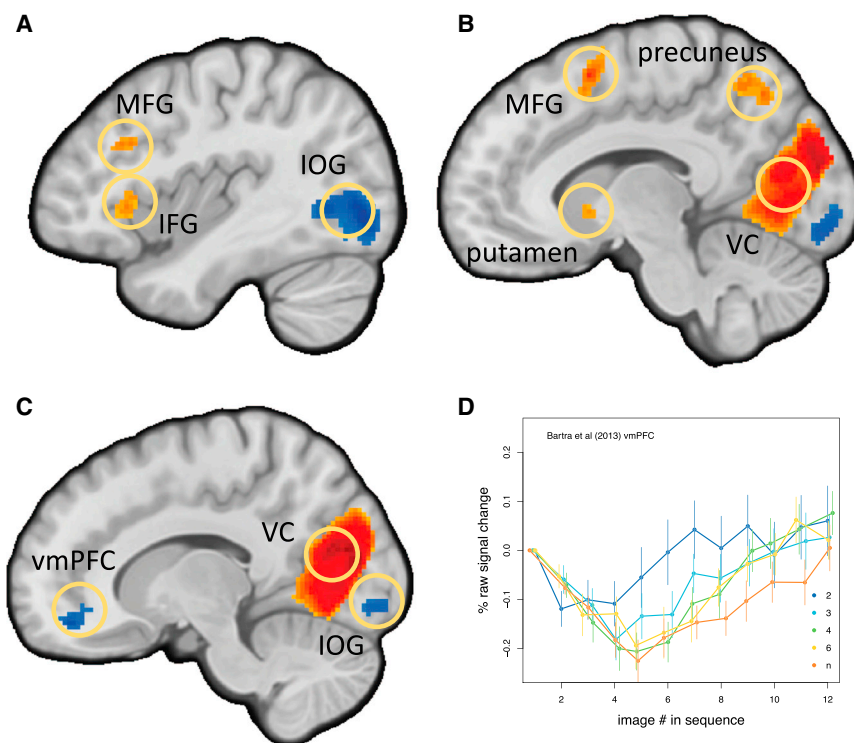 A
MFG
IOG
IFG
B
precuneus
MFG
putamen
VC
C
VC
vmPFC
IOG
D
Bartra et al (2013) vmPFC
% raw signal change
0.2
0.1
0.0
−0.1
−0.2
2
3
4
6
n
2 4 6 8 10 12
image # in sequence